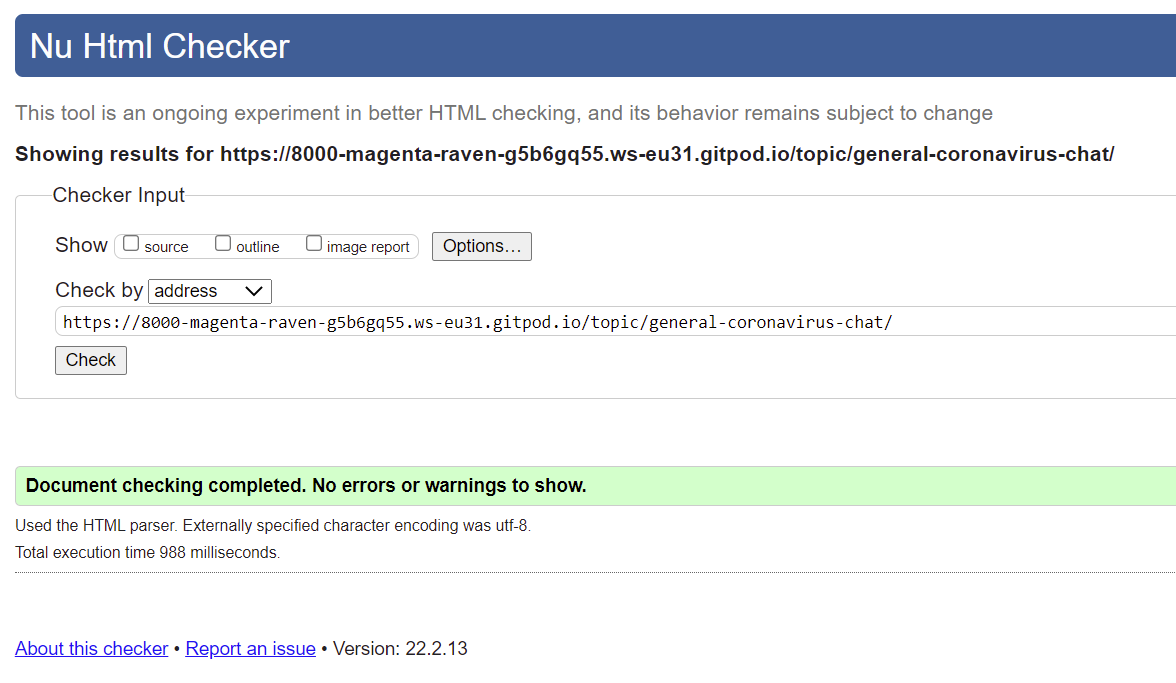 Nu Html Checker
This tool is an ongoing experiment in better HTML checking, and its behavior remains subject to change
Showing results for https://8000-magenta-raven-g5b6gq55.ws-eu31.gitpod.io/topic/general-coronavirus-chat/
Checker Input
Show source outline image report Options...
Check by address
https://8000-magenta-raven-g5b6gq55.ws-eu31.gitpod.io/topic/general-coronavirus-chat/
Check
Document checking completed. No errors or warnings to show.
Used the HTML parser. Externally specified character encoding was utf-8.
Total execution time 988 milliseconds.
About this checker • Report an issue • Version: 22.2.13